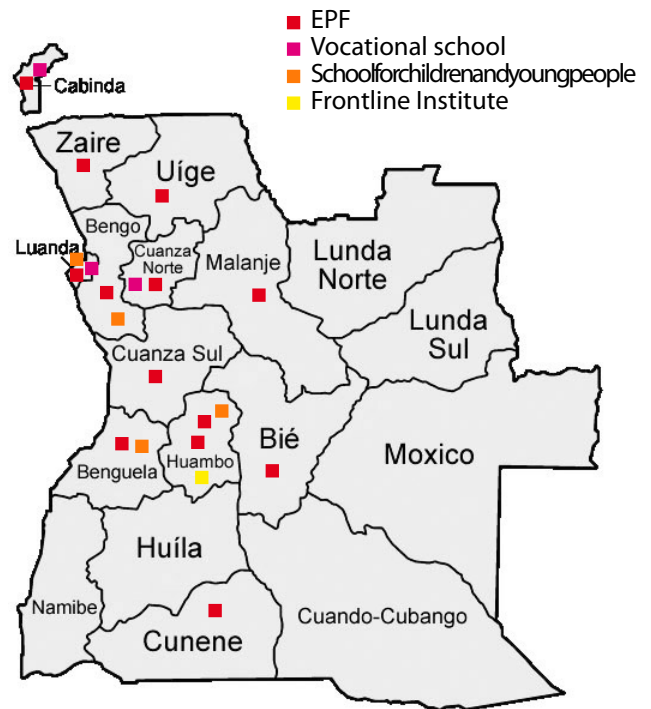 EPF
Vocational school
Schoolforchildrenandyoungpeople
Frontline Institute
Cabinda
Zaire
Uíge
Bengo
Luanda
Cuanza
Norte
Malanje
Lunda
Norte
Lunda
Sul
Cuanza Sul
Bié
Moxico
Benguela
Huambo
Huíla
Namibe
Cuando-Cubango
Cunene